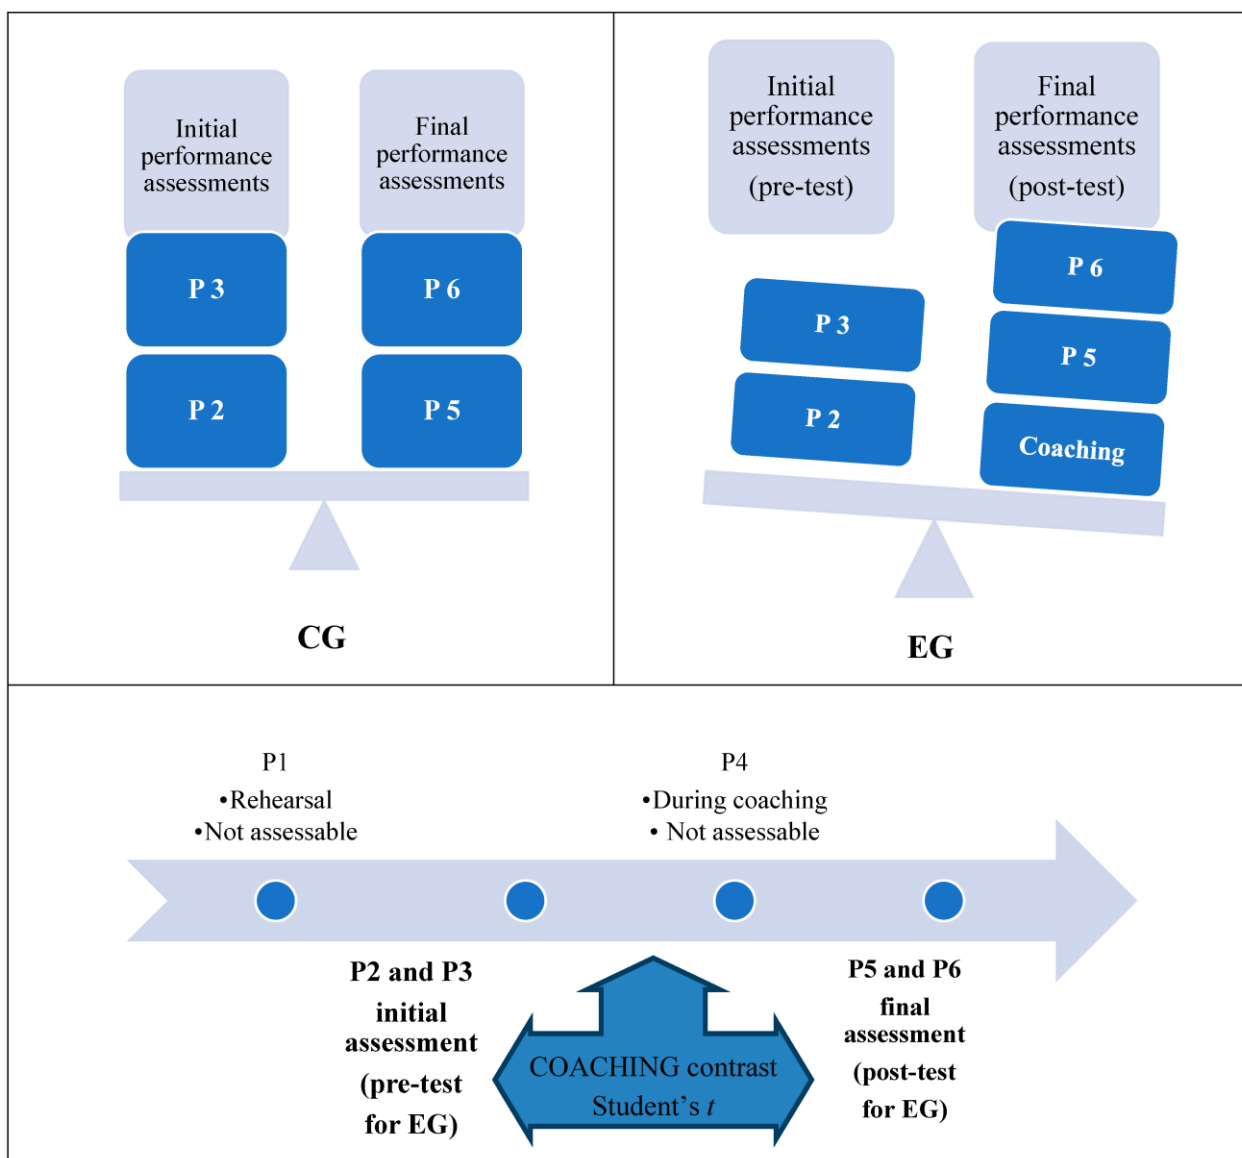 Initial
performance
assessments
Final
performance
assessments
P 3
P 6
P 2
P 5
CG
Initial
performance
assessments
(pre-test)
Final
performance
assessments
(post-test)
P 6
P 3
P 5
P 2
Coaching
EG
P1
•Rehearsal
•Not assessable
P4
•During coaching
• Not assessable
P2 and P3
initial
assessment
(pre-test
for EG)
COACHING contrast
Student’s t
P5 and P6
final
assessment
(post-test
for EG)